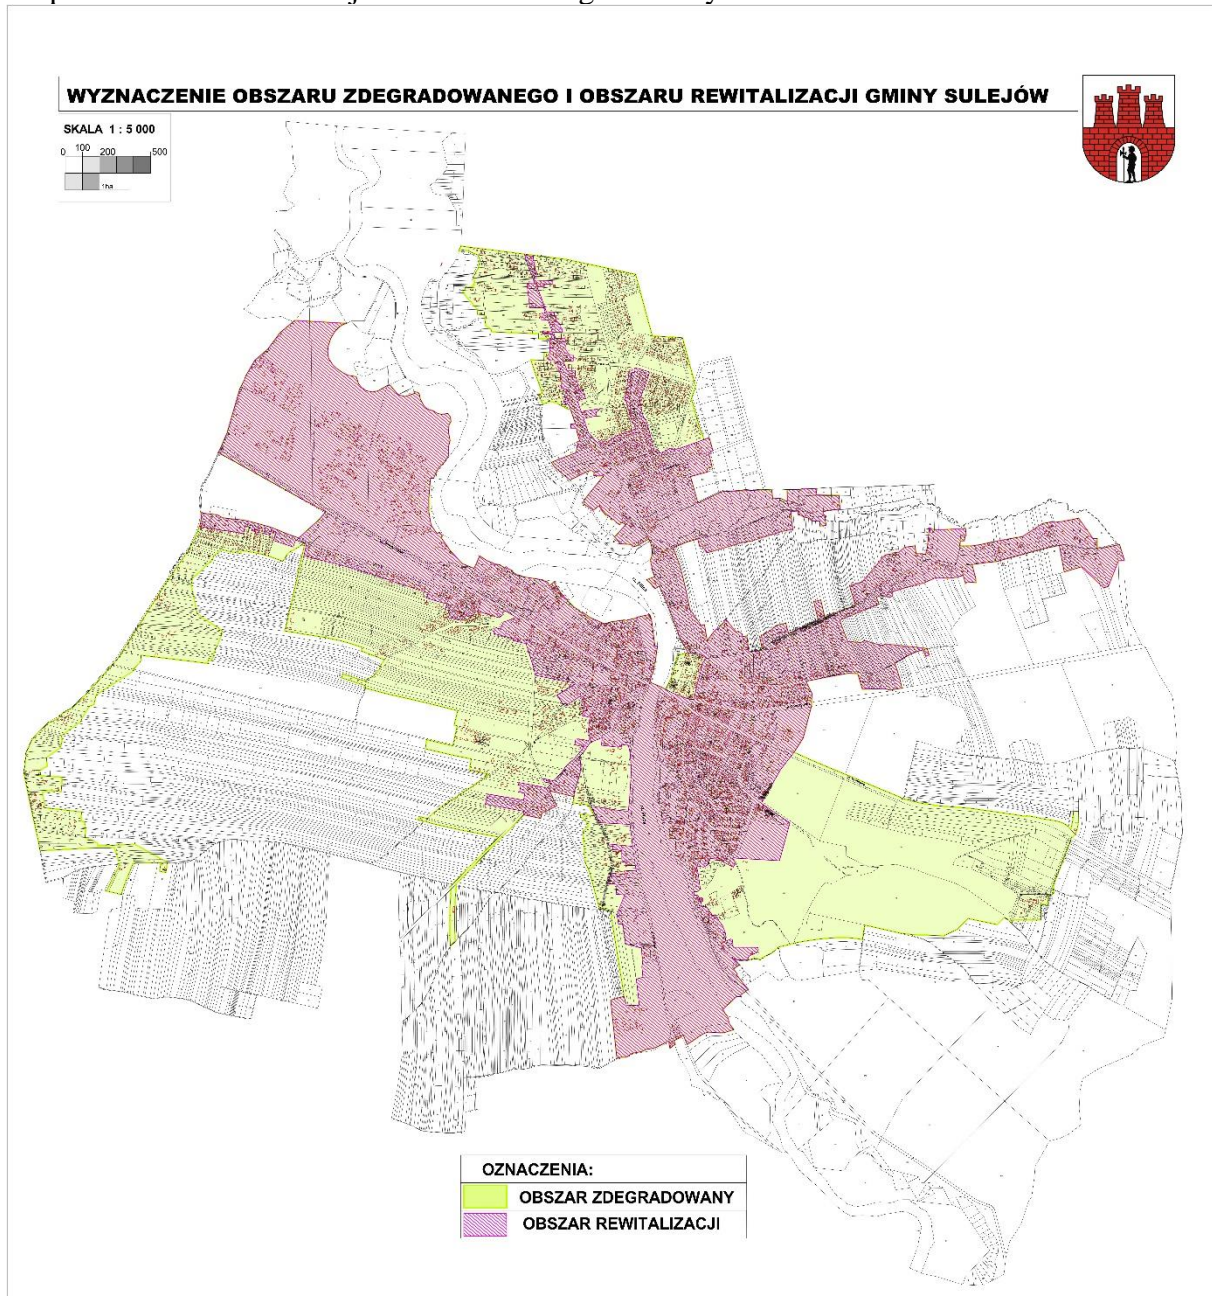 WYZNACZENIE OBSZARU ZDEGRADOWANEGO I OBSZARU REWITALIZACJI GMINY SULEJÓW
SKALA 1 : 5 000
0 100 200 500
1ha
OZNACZENIA:
OBSZAR ZDEGRADOWANY
OBSZAR REWITALIZACJI